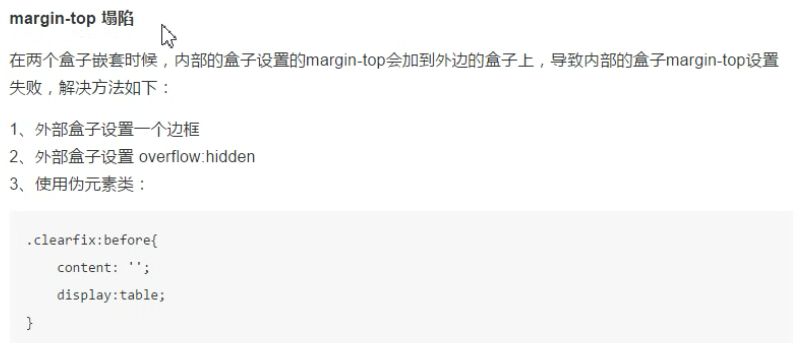 margin-top 塌陷
在两个盒子嵌套时候，内部的盒子设置的margin-top会加到外边的盒子上，导致内部的盒子margin-top设置
失败，解决方法如下：
1、外部盒子设置一个边框
2、外部盒子设置 overflow:hidden
3、使用伪元素类：
.clearfix:before{
    content: '';
    display:table;
}